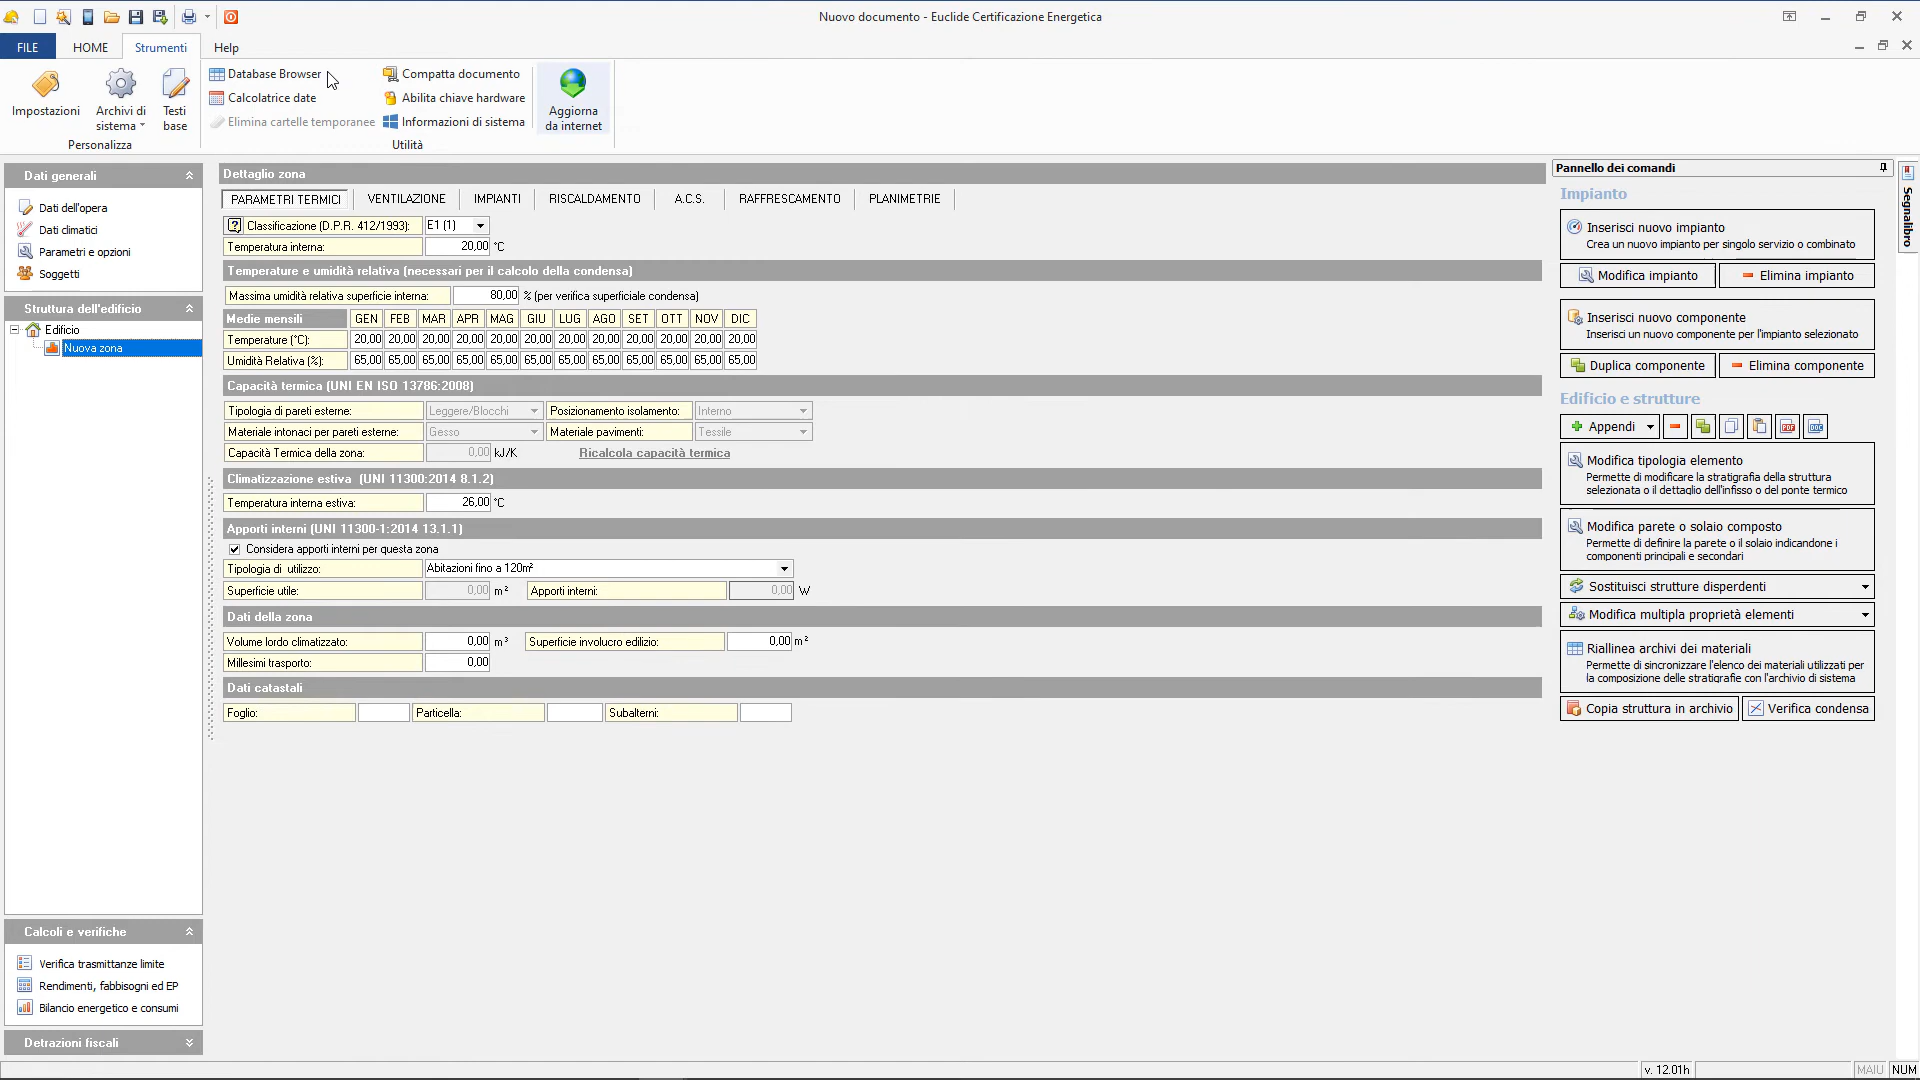 Nuovo documento - Euclide Certificazione Energetica
FILE HOME Strumenti Help
Impostazioni
Archivi di sistema
Testi base
Personalizza
Database Browser
Calcolatrice date
Elimina cartelle temporanee
Compatta documento
Abilita chiave hardware
Informazioni di sistema
Utilità
Aggiorna da internet
Dati generali
Dati dell'opera
Dati climatici
Parametri e opzioni
Soggetti
Struttura dell'edificio
Edificio
Nuova zona
Calcoli e verifiche
Verifica trasmittanze limite
Rendimenti, fabbisogni ed EP
Bilancio energetico e consumi
Detrazioni fiscali
Dettaglio zona
PARAMETRI TERMICI VENTILAZIONE IMPIANTI RISCALDAMENTO A.C.S. RAFFRESCAMENTO PLANIMETRIE
? Classificazione (D.P.R. 412/1993): E1 (1)
Temperatura interna: 20,00 °C
Temperature e umidità relativa (necessari per il calcolo della condensa)
Massima umidità relativa superficie interna: 80,00 % (per verifica superficiale condensa)
Medie mensili GEN FEB MAR APR MAG GIU LUG AGO SET OTT NOV DIC
Temperature (°C): 20,00 20,00 20,00 20,00 20,00 20,00 20,00 20,00 20,00 20,00 20,00 20,00
Umidità Relativa (%): 65,00 65,00 65,00 65,00 65,00 65,00 65,00 65,00 65,00 65,00 65,00 65,00
Capacità termica (UNI EN ISO 13786:2008)
Tipologia di pareti esterne: Leggere/Blocchi Posizionamento isolamento: Interno
Materiale intonaci per pareti esterne: Gesso Materiale pavimenti: Tessile
Capacità Termica della zona: 0,00 kJ/K Ricalcola capacità termica
Climatizzazione estiva (UNI 11300:2014 8.1.2)
Temperatura interna estiva: 26,00 °C
Apporti interni (UNI 11300-1:2014 13.1.1)
Considera apporti interni per questa zona
Tipologia di utilizzo: Abitazioni fino a 120m²
Superficie utile: 0,00 m² Apporti interni: 0,00 W
Dati della zona
Volume lordo climatizzato: 0,00 m³ Superficie involucro edilizio: 0,00 m²
Millesimi trasporto: 0,00
Dati catastali
Foglio: Particella: Subalterni:
Pannello dei comandi
Impianto
Inserisci nuovo impianto
Crea un nuovo impianto per singolo servizio o combinato
Modifica impianto Elimina impianto
Inserisci nuovo componente
Inserisci un nuovo componente per l'impianto selezionato
Duplica componente Elimina componente
Edificio e strutture
Appendi PDF DOC
Modifica tipologia elemento
Permette di modificare la stratigrafia della struttura
selezionata o il dettaglio dell'infisso o del ponte termico
Modifica parete o solaio composto
Permette di definire la parete o il solaio indicandone i
componenti principali e secondari
Sostituisci strutture disperdenti
Modifica multipla proprietà elementi
Riallinea archivi dei materiali
Permette di sincronizzare l'elenco dei materiali utilizzati per
la composizione delle stratigrafie con l'archivio di sistema
Copia struttura in archivio Verifica condensa
Segnalibro
v. 12.01h MAIU NUM